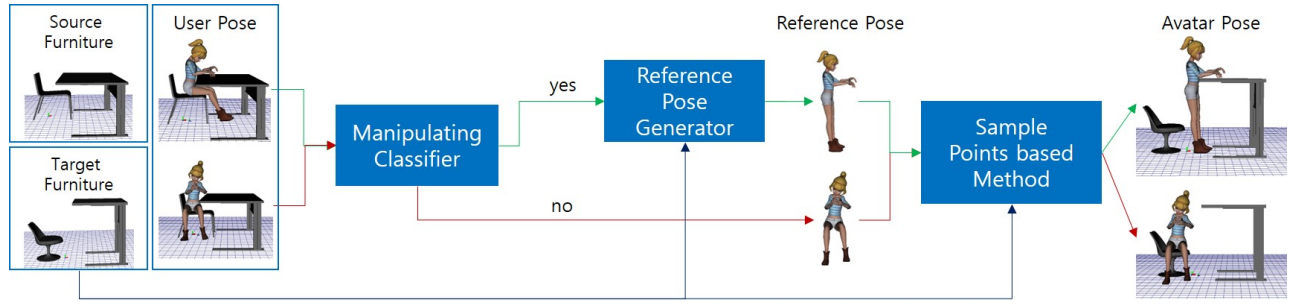 Source
Furniture
User Pose
Target
Furniture
Manipulating
Classifier
yes
no
Reference
Pose
Generator
Reference Pose
Sample
Points based
Method
Avatar Pose